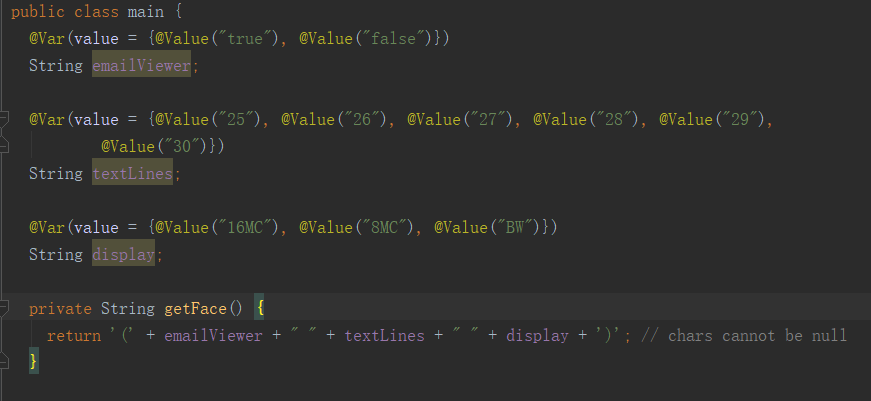 public class main {
@Var(value = {@Value("true"), @Value("false")})
String emailViewer;
@Var(value = {@Value("25"), @Value("26"), @Value("27"), @Value("28"), @Value("29"),
@Value("30")})
String textLines;
@Var(value = {@Value("16MC"), @Value("8MC"), @Value("BW")})
String display;
private String getFace() {
return '(' + emailViewer + " " + textLines + " " + display + ')'; // chars cannot be null
}